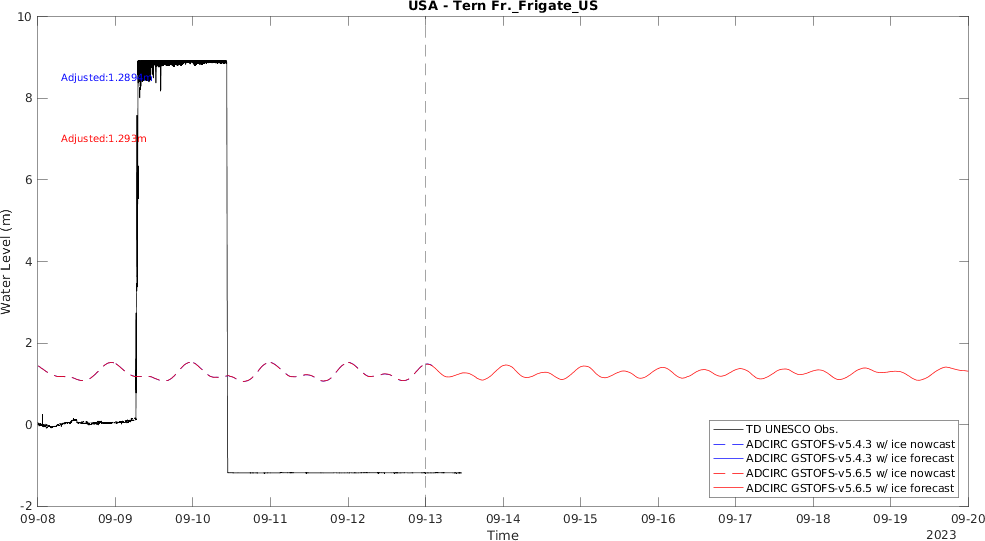 USA - Tern Fr._Frigate_US
10
8
6
4
2
0
-2
Water Level (m)
Adjusted:1.289m
Adjusted:1.293m
TD UNESCO Obs.
ADCIRC GSTOFS-v5.4.3 w/ ice nowcast
ADCIRC GSTOFS-v5.4.3 w/ ice forecast
ADCIRC GSTOFS-v5.6.5 w/ ice nowcast
ADCIRC GSTOFS-v5.6.5 w/ ice forecast
09-08 09-09 09-10 09-11 09-12 09-13 09-14 09-15 09-16 09-17 09-18 09-19 09-20
Time
2023